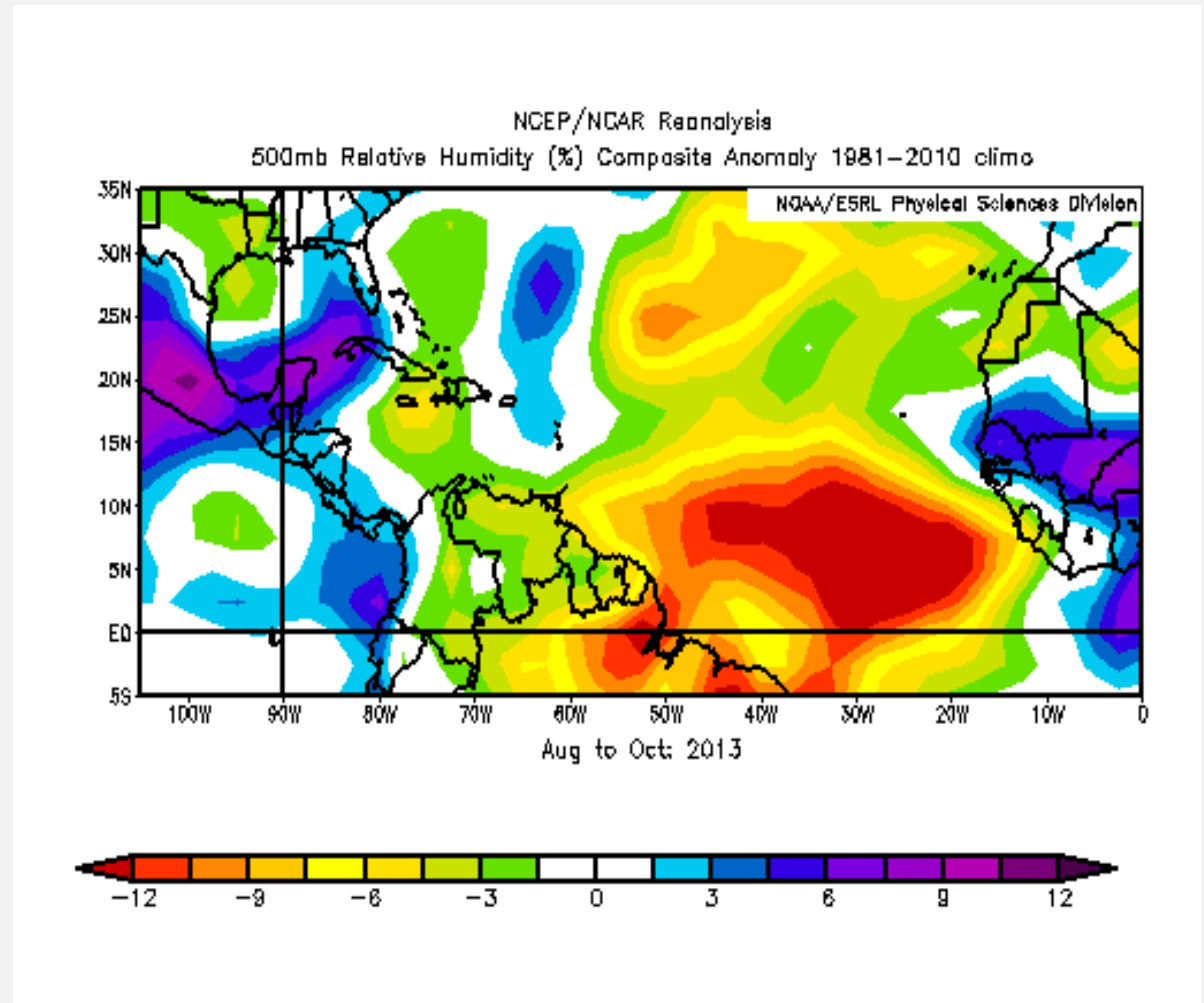 NCEP/NCAR Reanalysis
500mb Relative Humidity (%) Composite Anomaly 1981-2010 climo
NOAA/ESRL Physical Sciences Division
35N
30N
25N
20N
15N
10N
5N
EQ
5S
100W 90W 80W 70W 60W 50W 40W 30W 20W 10W 0
Aug to Oct: 2013
-12 -9 -6 -3 0 3 6 9 12